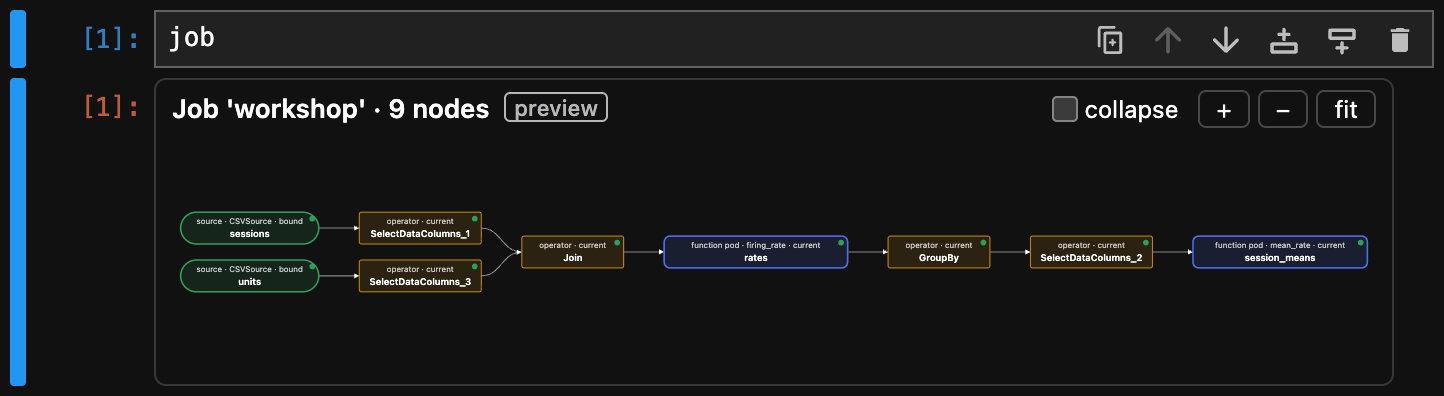 [1]: job
[1]: Job 'workshop' · 9 nodes preview collapse + − fit
source · CSVSource · bound
sessions
operator · current
SelectDataColumns_1
source · CSVSource · bound
units
operator · current
SelectDataColumns_3
operator · current
Join
function pod · firing_rate · current
rates
operator · current
GroupBy
operator · current
SelectDataColumns_2
function pod · mean_rate · current
session_means